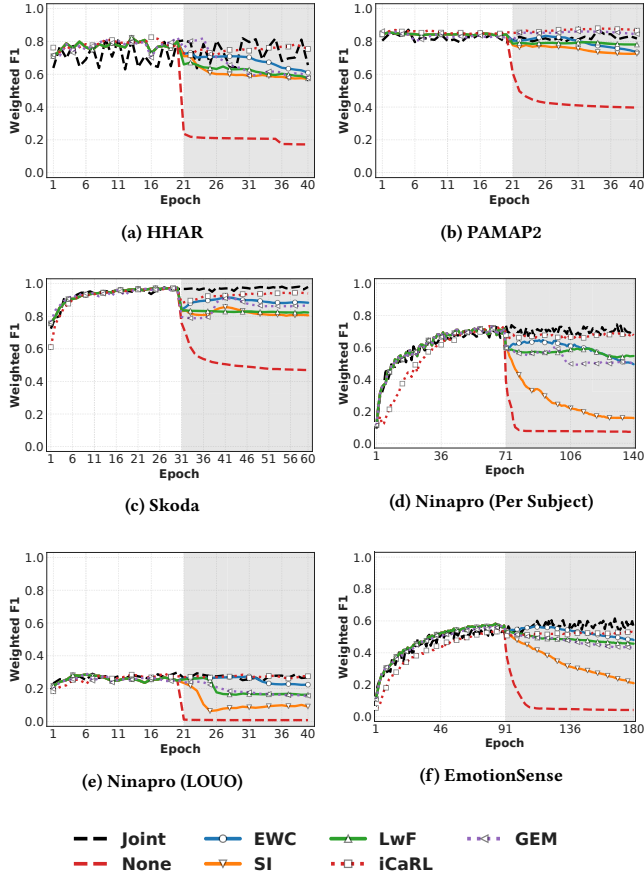 Weighted F1
1.0
0.8
0.6
0.4
0.2
0.0
1 6 11 16 21 26 31 36 40
Epoch
(a) HHAR
Weighted F1
1.0
0.8
0.6
0.4
0.2
0.0
1 6 11 16 21 26 31 36 40
Epoch
(b) PAMAP2
Weighted F1
1.0
0.8
0.6
0.4
0.2
0.0
1 6 11 16 21 26 31 36 41 46 51 56 60
Epoch
(c) Skoda
Weighted F1
1.0
0.8
0.6
0.4
0.2
0.0
1 36 71 106 140
Epoch
(d) Ninapro (Per Subject)
Weighted F1
1.0
0.8
0.6
0.4
0.2
0.0
1 6 11 16 21 26 31 36 40
Epoch
(e) Ninapro (LOUO)
Weighted F1
1.0
0.8
0.6
0.4
0.2
0.0
1 46 91 136 180
Epoch
(f) EmotionSense
Joint EWC LwF GEM
None SI iCaRL